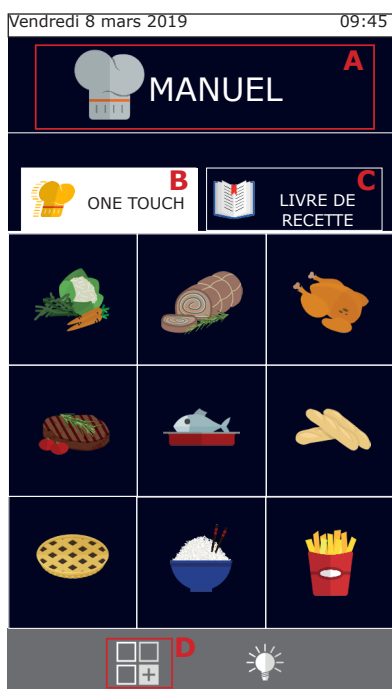 Vendredi 8 mars 2019 09:45
A
MANUEL
B
ONE TOUCH
C
LIVRE DE
RECETTE
D